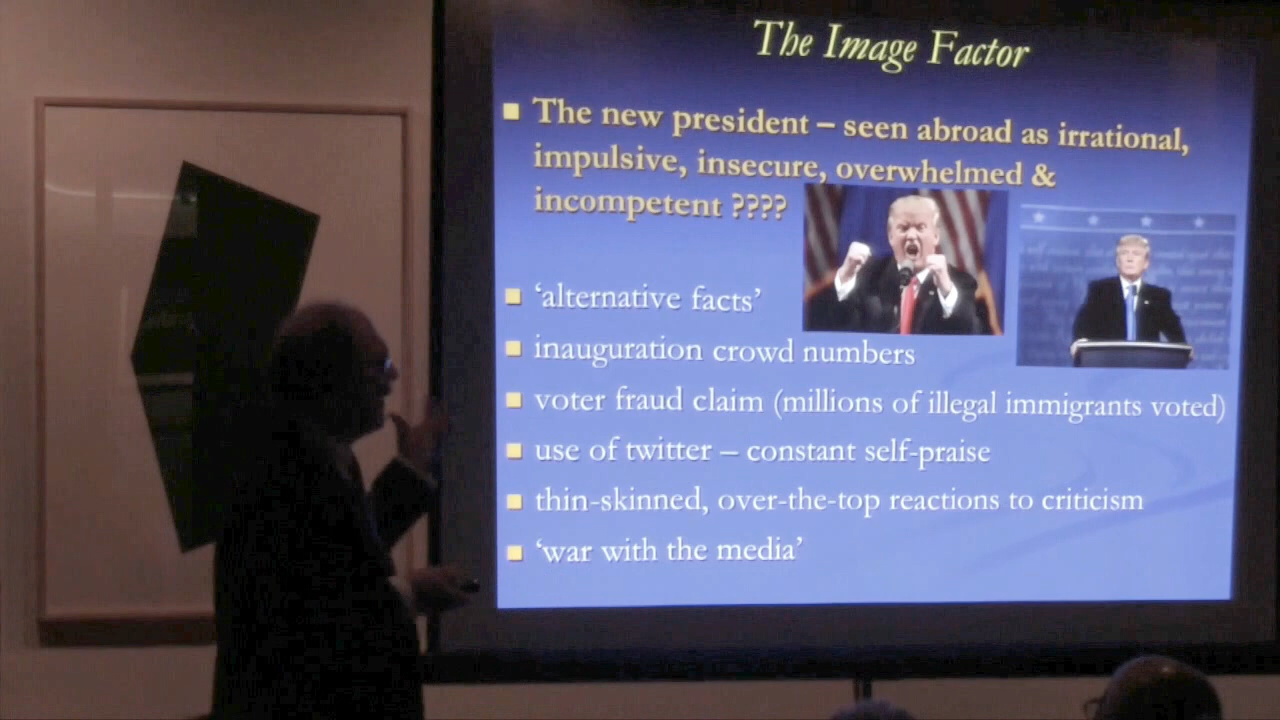 The Image Factor
The new president – seen abroad as irrational,
impulsive, insecure, overwhelmed &
incompetent ????
‘alternative facts’
inauguration crowd numbers
voter fraud claim (millions of illegal immigrants voted)
use of twitter – constant self-praise
thin-skinned, over-the-top reactions to criticism
‘war with the media’